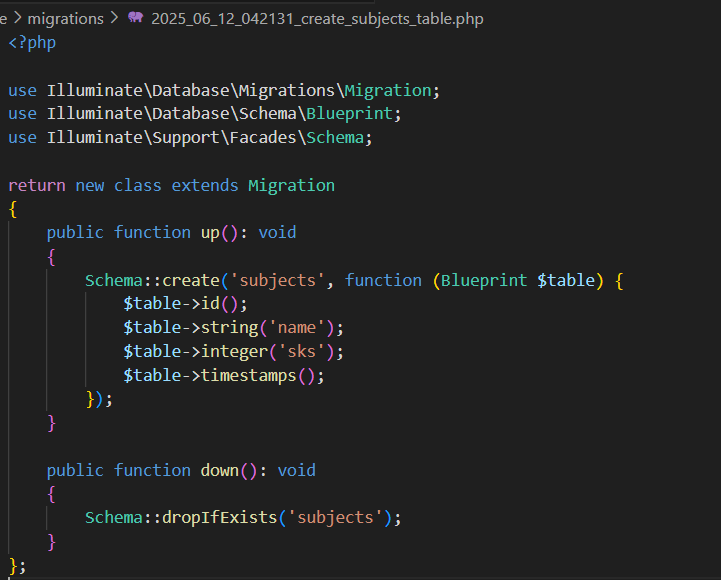 e > migrations > 2025_06_12_042131_create_subjects_table.php
<?php

use Illuminate\Database\Migrations\Migration;
use Illuminate\Database\Schema\Blueprint;
use Illuminate\Support\Facades\Schema;

return new class extends Migration
{
    public function up(): void
    {
        Schema::create('subjects', function (Blueprint $table) {
            $table->id();
            $table->string('name');
            $table->integer('sks');
            $table->timestamps();
        });
    }

    public function down(): void
    {
        Schema::dropIfExists('subjects');
    }
};